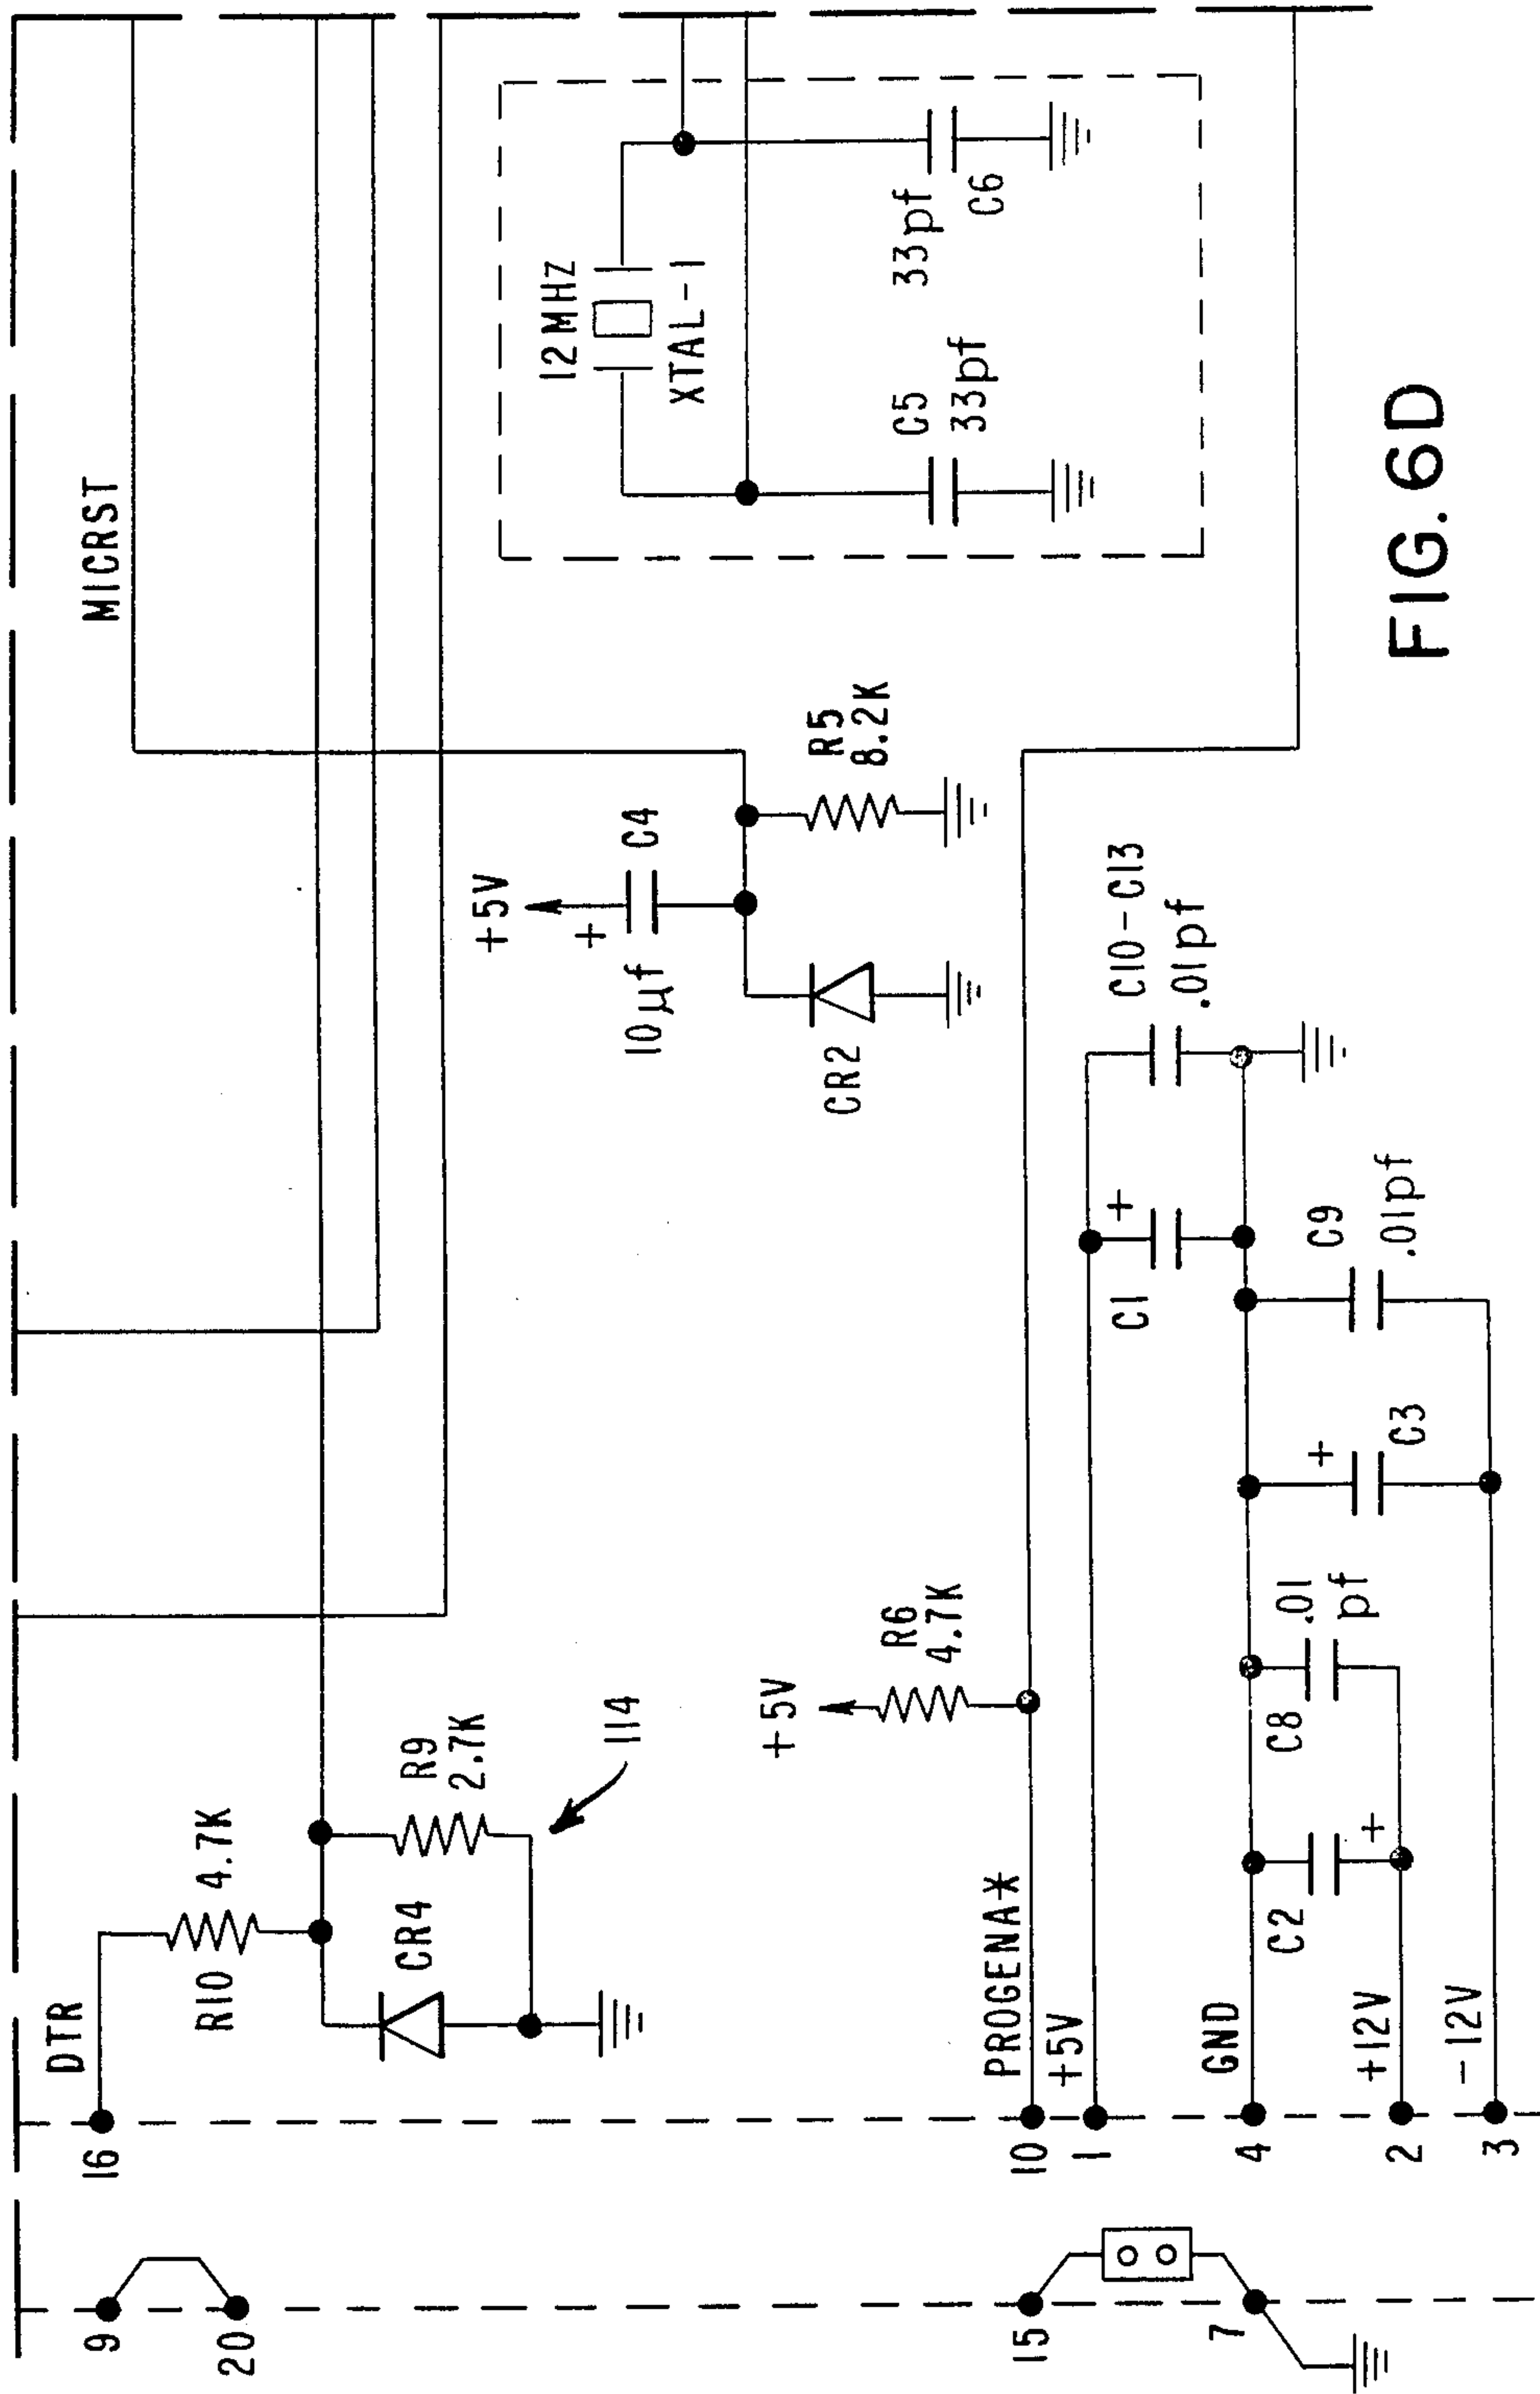 MICRST
12MHZ
XTAL-1
33pf
C6
C5
33pf
+5V
+
10µf
C4
R5
8.2K
CR2
DTR
16
R10
4.7K
CR4
R9
2.7K
114
9
20
+5V
R6
4.7K
PROGENA*
10
+5V
1
C1
+
C10-C13
.01pf
GND
4
C2
+
C8
.01
pf
+
C3
C9
.01pf
+12V
2
-12V
3
15
7
FIG. 6D